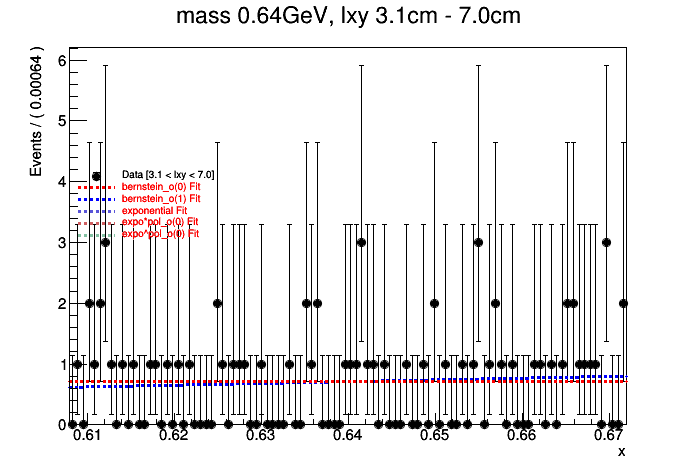 mass 0.64GeV, lxy 3.1cm - 7.0cm
Events / ( 0.00064 )
6
5
4
3
2
1
0
Data [3.1 < lxy < 7.0]
bernstein_o(0) Fit
bernstein_o(1) Fit
exponential Fit
expo*pol_o(0) Fit
expo^pol_o(0) Fit
0.61 0.62 0.63 0.64 0.65 0.66 0.67
x